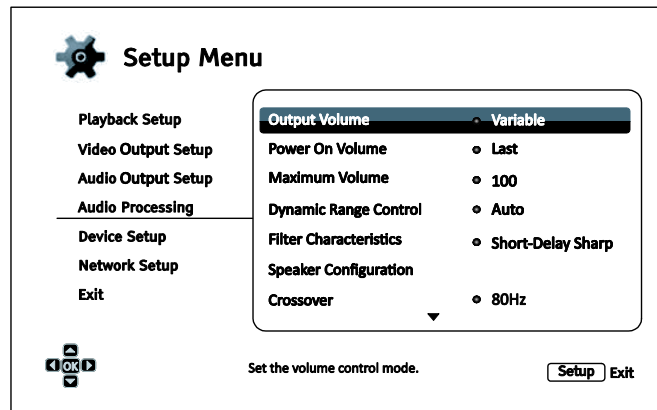 Setup Menu
Playback Setup
Video Output Setup
Audio Output Setup
Audio Processing
Device Setup
Network Setup
Exit
Output Volume Variable
Power On Volume Last
Maximum Volume 100
Dynamic Range Control Auto
Filter Characteristics Short-Delay Sharp
Speaker Configuration
Crossover 80Hz
OK
Set the volume control mode.
Setup Exit